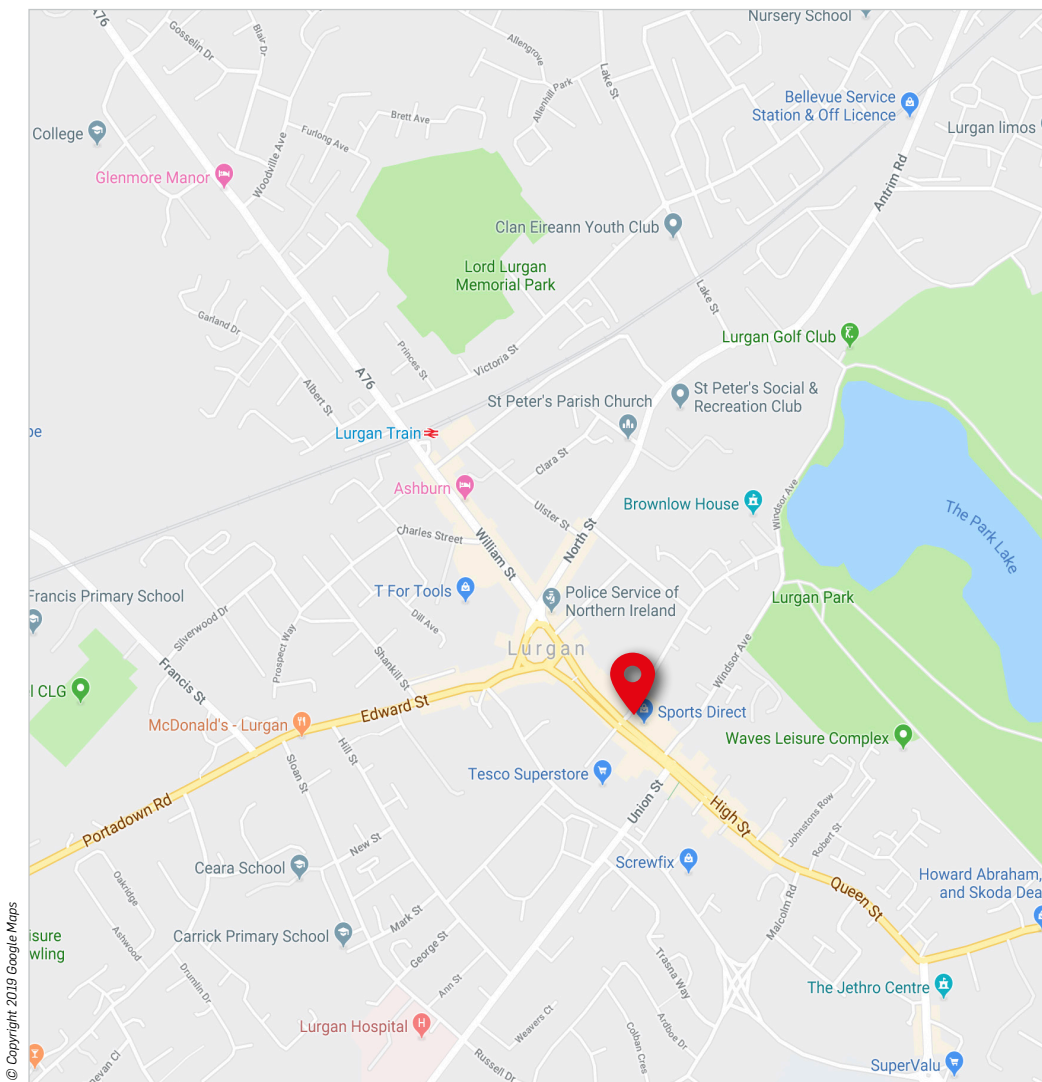 A76
Gosselin Dr
Blair Dr
Allengrove
Nursery School
Lake St
Allenhill Park
Bellevue Service
Station & Off Licence
College
Brett Ave
Furlong Ave
Lurgan limos
Woodville Ave
Glenmore Manor
Antrim Rd
Clan Eireann Youth Club
Lord Lurgan
Memorial Park
Lake St
Garland Dr
Lurgan Golf Club
Princes St
Victoria St
A76
Albert St
St Peter's Social &
Recreation Club
St Peter's Parish Church
Lurgan Train
Clara St
Ashburn
Brownlow House
Windsor Ave
Ulster St
The Park Lake
Charles Street
William St
North St
T For Tools
Police Service of
Northern Ireland
Francis Primary School
Lurgan Park
Silverwood Dr
Dill Ave
Prospect Way
Lurgan
Shankill St
Windsor Ave
Francis St
l CLG
Edward St
Sports Direct
McDonald's - Lurgan
Waves Leisure Complex
Hill St
Sloan St
Tesco Superstore
Union St
High St
Portadown Rd
Johnstons Row
Robert St
New St
Ceara School
Screwfix
Howard Abraham,
and Skoda Dea
Oakridge
Queen St
Malcolm Rd
Mark St
Carrick Primary School
Ashwood
George St
isure
wling
Trasna Way
Drumlin Dr
Ann St
The Jethro Centre
Lurgan Hospital
Weavers Ct
Ardboe Dr
Colban Cres
Russell Dr
SuperValu
© Copyright 2019 Google Maps